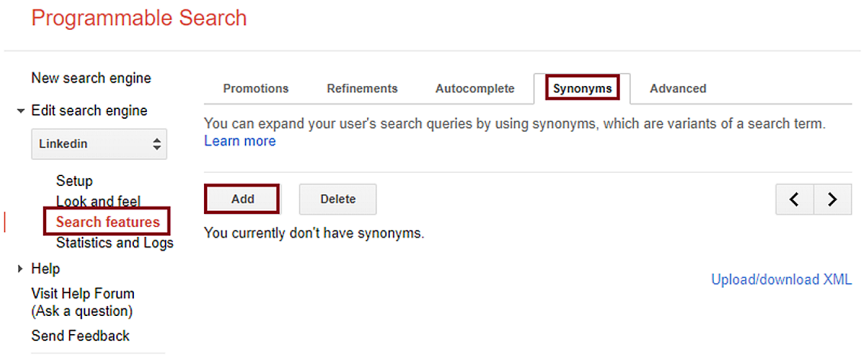 Programmable Search
New search engine
Edit search engine
Linkedin
Setup
Look and feel
Search features
Statistics and Logs
Help
Visit Help Forum
(Ask a question)
Send Feedback
Promotions
Refinements
Autocomplete
Synonyms
Advanced
You can expand your user's search queries by using synonyms, which are variants of a search term.
Learn more
Add
Delete
You currently don't have synonyms.
Upload/download XML